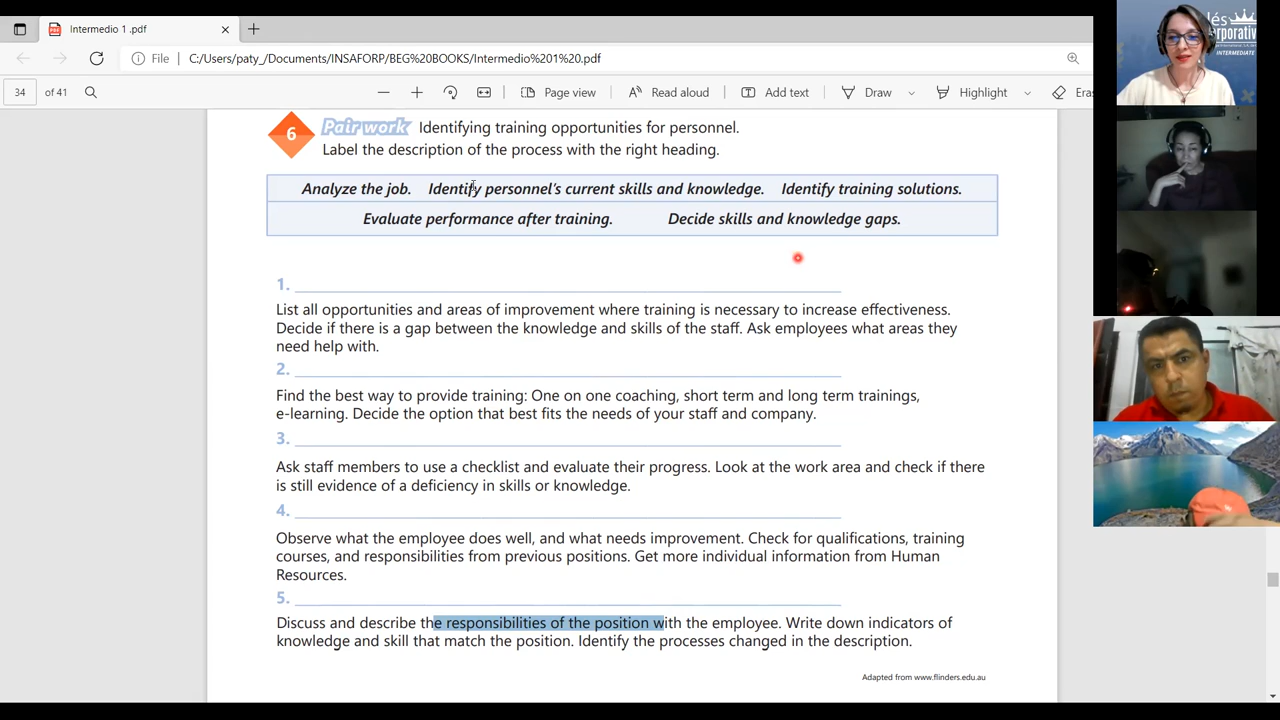 Intermedio 1 .pdf
File C:/Users/paty_/Documents/INSAFORP/BEG%20BOOKS/Intermedio%201%20.pdf
34 of 41 Page view Read aloud Add text Draw Highlight Eras
6 Pair work Identifying training opportunities for personnel.
Label the description of the process with the right heading.
Analyze the job. Identify personnel's current skills and knowledge. Identify training solutions.
Evaluate performance after training. Decide skills and knowledge gaps.
1.
List all opportunities and areas of improvement where training is necessary to increase effectiveness.
Decide if there is a gap between the knowledge and skills of the staff. Ask employees what areas they
need help with.
2.
Find the best way to provide training: One on one coaching, short term and long term trainings,
e-learning. Decide the option that best fits the needs of your staff and company.
3.
Ask staff members to use a checklist and evaluate their progress. Look at the work area and check if there
is still evidence of a deficiency in skills or knowledge.
4.
Observe what the employee does well, and what needs improvement. Check for qualifications, training
courses, and responsibilities from previous positions. Get more individual information from Human
Resources.
5.
Discuss and describe the responsibilities of the position with the employee. Write down indicators of
knowledge and skill that match the position. Identify the processes changed in the description.
Adapted from www.flinders.edu.au
lés
rporativ
INTERMEDIATE